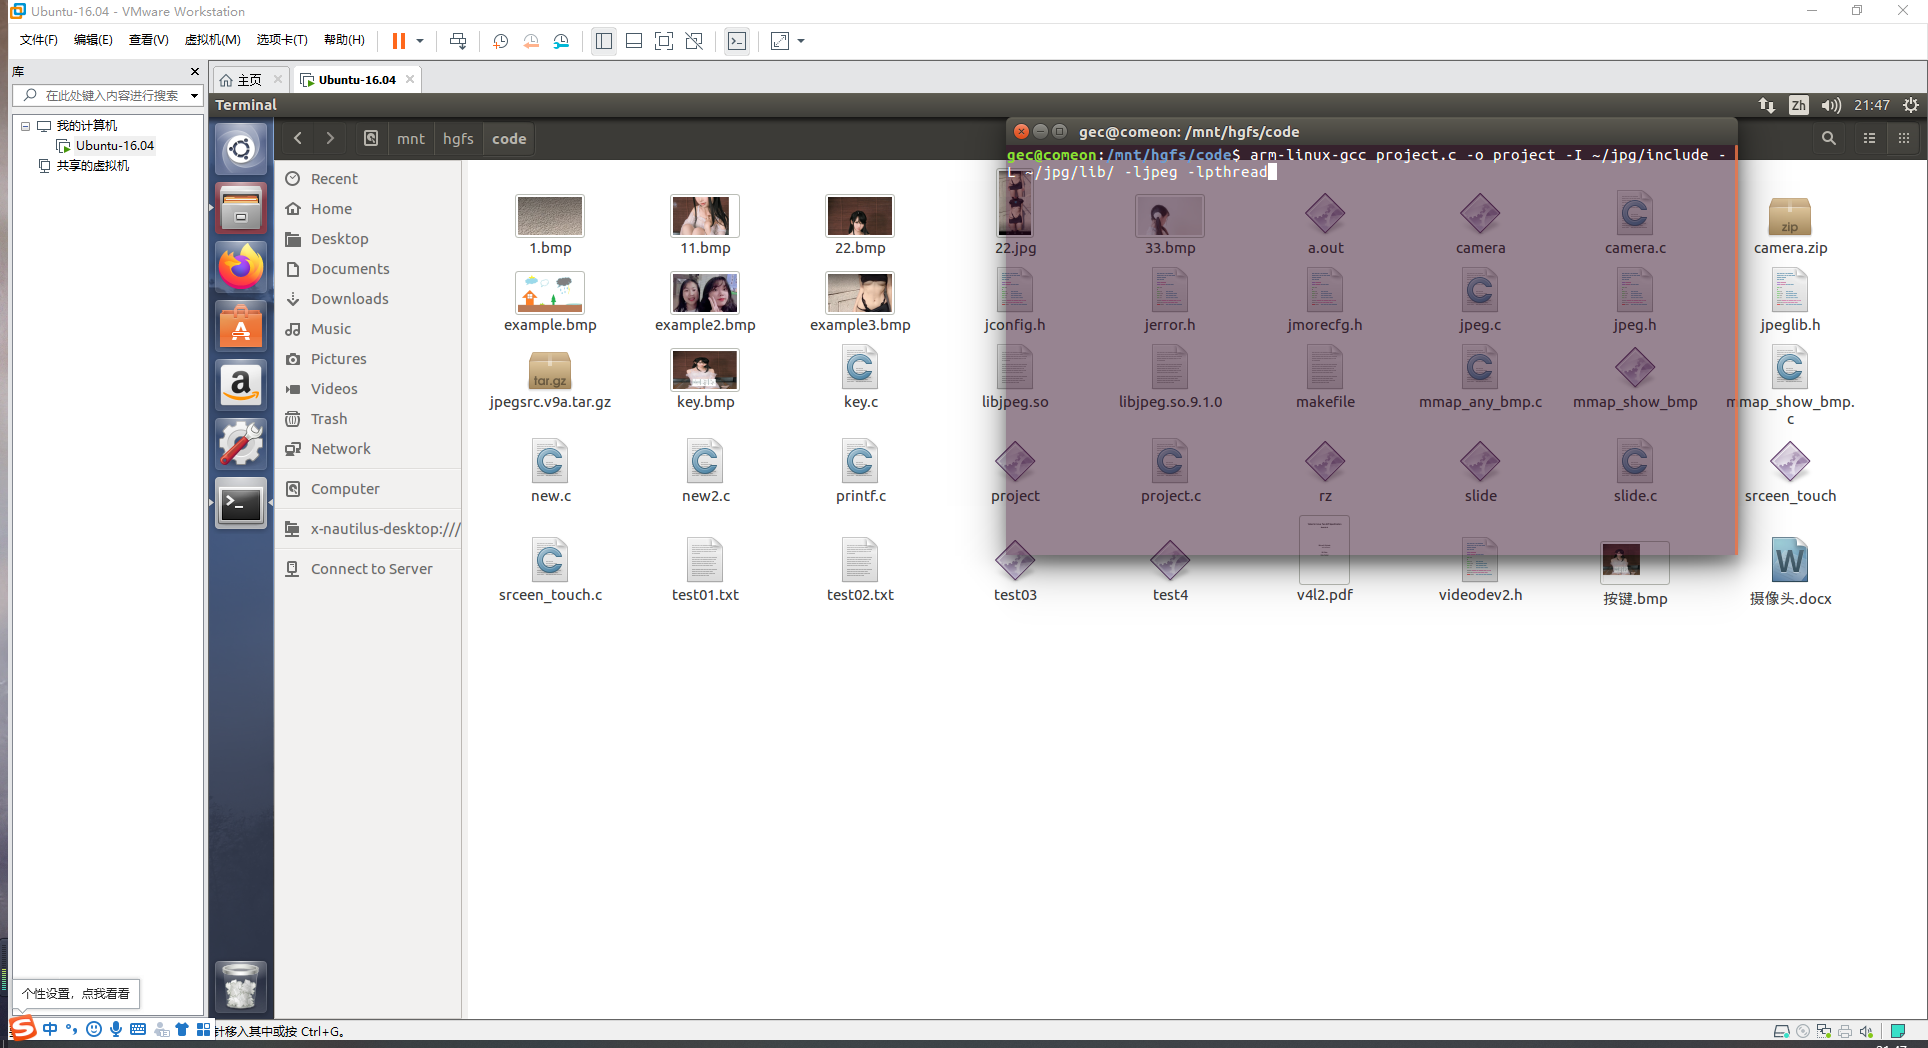 Ubuntu-16.04 - VMware Workstation
文件(F) 编辑(E) 查看(V) 虚拟机(M) 选项卡(T) 帮助(H)
库
在此处键入内容进行搜索
我的计算机
Ubuntu-16.04
共享的虚拟机
主页 Ubuntu-16.04
Terminal Zh 21:47
mnt hgfs code
Recent
Home
Desktop
Documents
Downloads
Music
Pictures
Videos
Trash
Network
Computer
x-nautilus-desktop:///
Connect to Server
gec@comeon: /mnt/hgfs/code
gec@comeon:/mnt/hgfs/code$ arm-linux-gcc project.c -o project -I ~/jpg/include -
L ~/jpg/lib/ -ljpeg -lpthread
zip
1.bmp 11.bmp 22.bmp 22.jpg 33.bmp a.out camera camera.c camera.zip
example.bmp example2.bmp example3.bmp jconfig.h jerror.h jmorecfg.h jpeg.c jpeg.h jpeglib.h
tar.gz
jpegsrc.v9a.tar.gz key.bmp key.c libjpeg.so libjpeg.so.9.1.0 makefile mmap_any_bmp.c mmap_show_bmp mmap_show_bmp.
c
new.c new2.c printf.c project project.c rz slide slide.c srceen_touch
srceen_touch.c test01.txt test02.txt test03 test4 v4l2.pdf videodev2.h 按键.bmp 摄像头.docx
个性设置，点我看看
中
针移入其中或按 Ctrl+G。